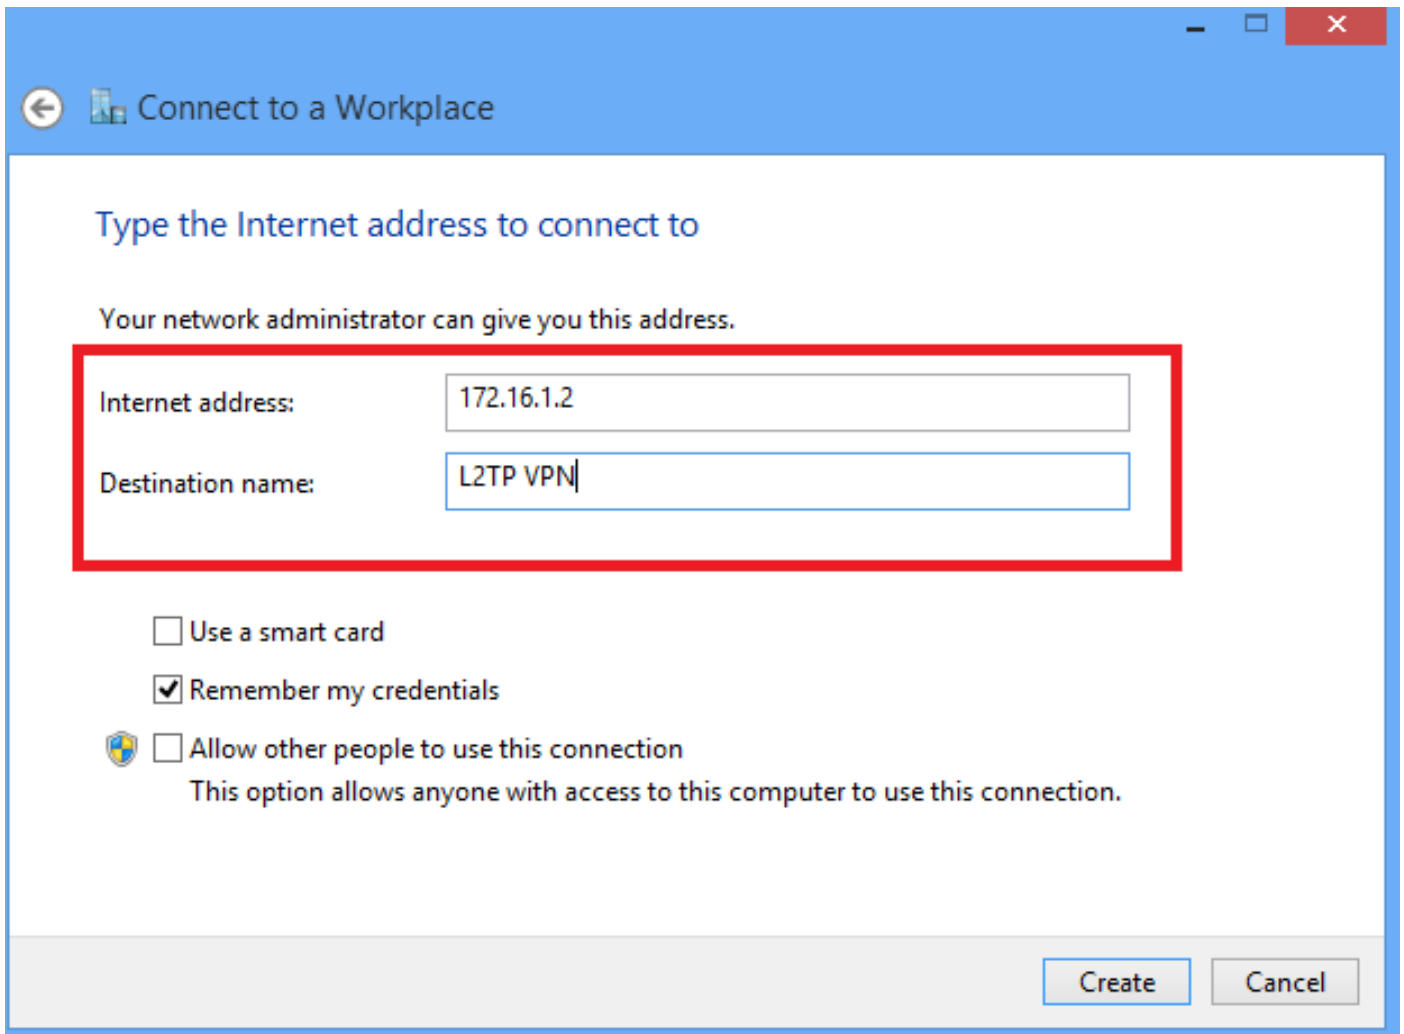 Connect to a Workplace
Type the Internet address to connect to
Your network administrator can give you this address.
Internet address: 172.16.1.2
Destination name: L2TP VPN
Use a smart card
Remember my credentials
Allow other people to use this connection
This option allows anyone with access to this computer to use this connection.
Create Cancel